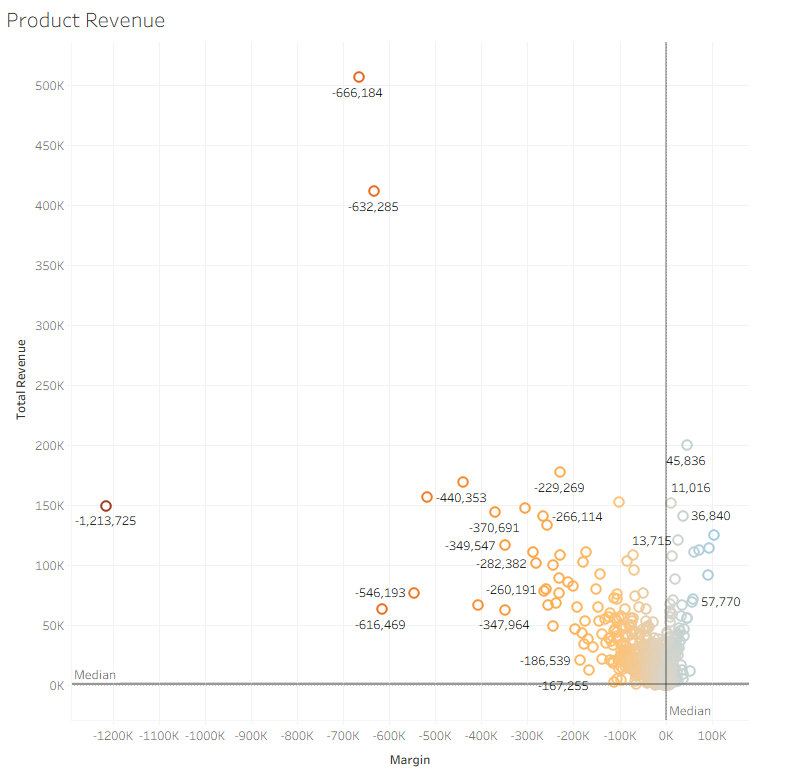 Product Revenue
500K
-666,184
450K
400K
-632,285
350K
300K
Total Revenue
250K
200K
45,836
-229,269
11,016
-440,353
150K
-1,213,725
-370,691
-266,114
36,840
-349,547
13,715
-282,382
100K
-546,193
-260,191
57,770
-616,469
-347,964
50K
-186,539
Median
-167,255
0K
Median
-1200K -1100K -1000K -900K -800K -700K -600K -500K -400K -300K -200K -100K 0K 100K
Margin